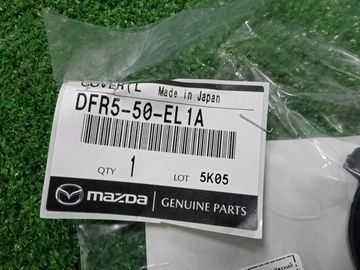 COVER(L
Made in Japan
DFR5-50-EL1A
QTY 1 LOT 5K05
mazda GENUINE PARTS